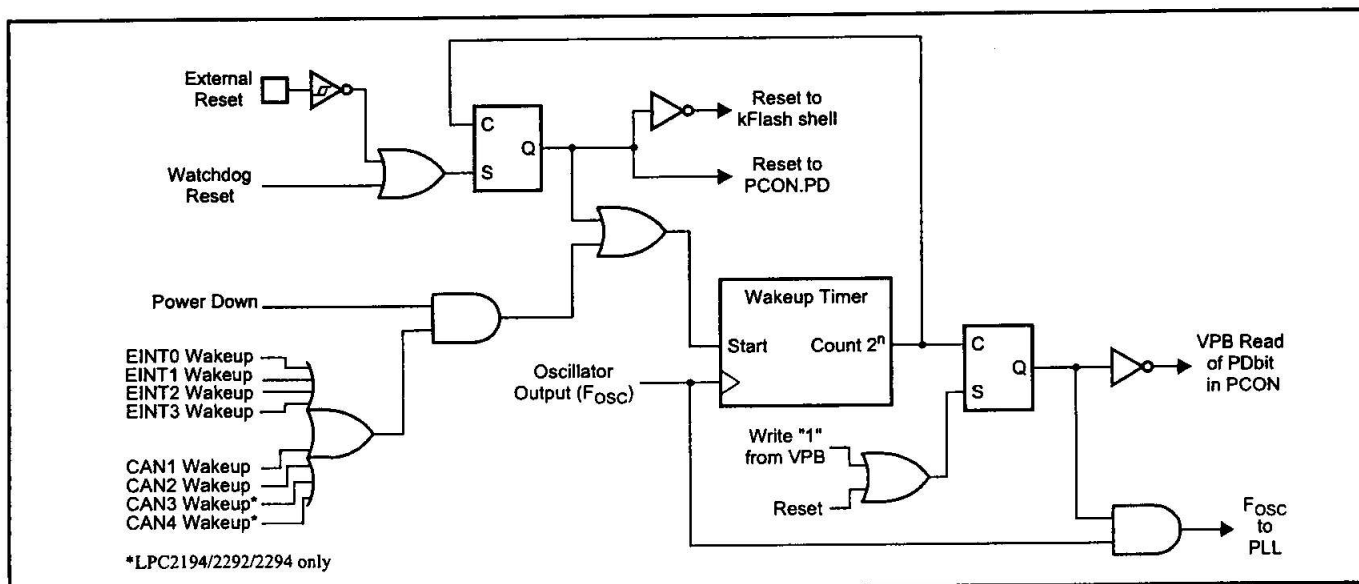 External
Reset
C
Q
S
Reset to
kFlash shell
Reset to
PCON.PD
Watchdog
Reset
Power Down
EINT0 Wakeup
EINT1 Wakeup
EINT2 Wakeup
EINT3 Wakeup
CAN1 Wakeup
CAN2 Wakeup
CAN3 Wakeup*
CAN4 Wakeup*
*LPC2194/2292/2294 only
Oscillator
Output (FOSC)
Wakeup Timer
Start
Count 2ⁿ
C
Q
S
VPB Read
of PDbit
in PCON
Write "1"
from VPB
Reset
FOSC
to
PLL